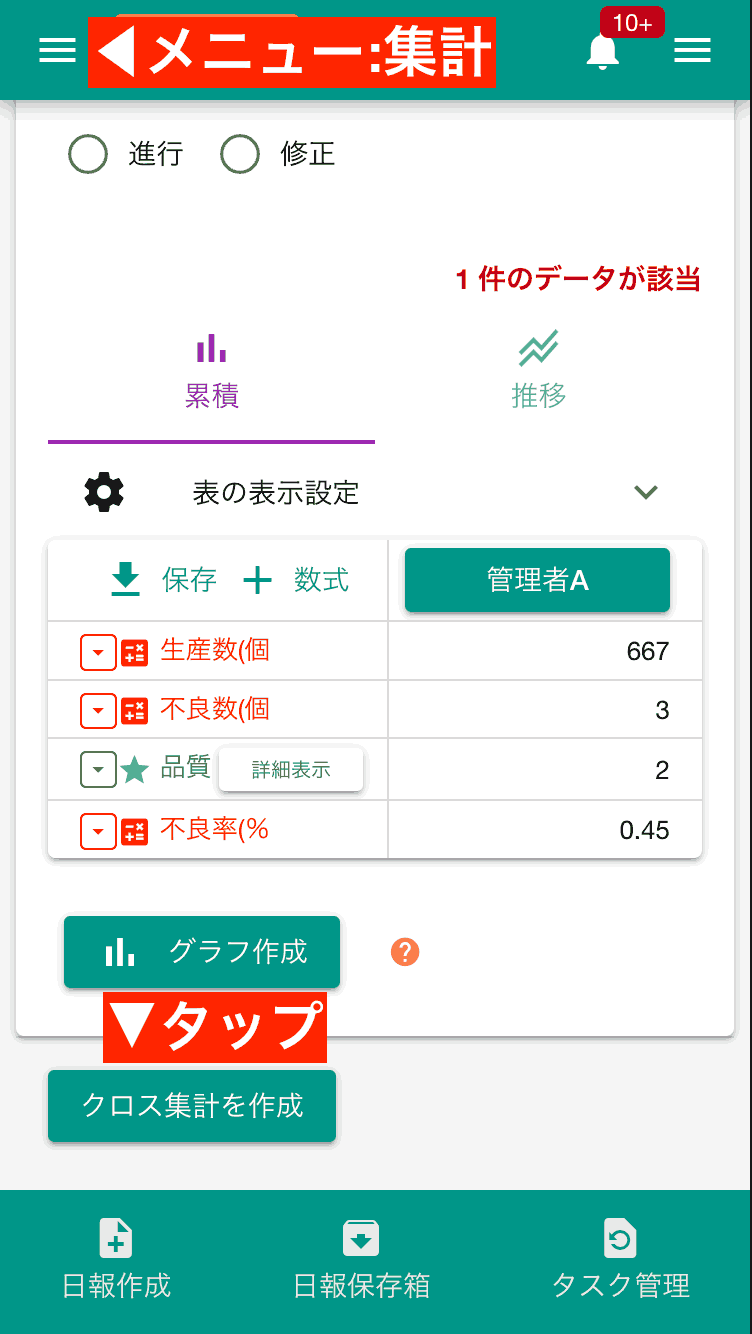 ◀メニュー:集計
10+
進行 修正
1 件のデータが該当
累積 推移
表の表示設定
保存 数式 管理者A
生産数(個 667
不良数(個 3
品質 詳細表示 2
不良率(% 0.45
グラフ作成 ?
▼タップ
クロス集計を作成
日報作成 日報保存箱 タスク管理